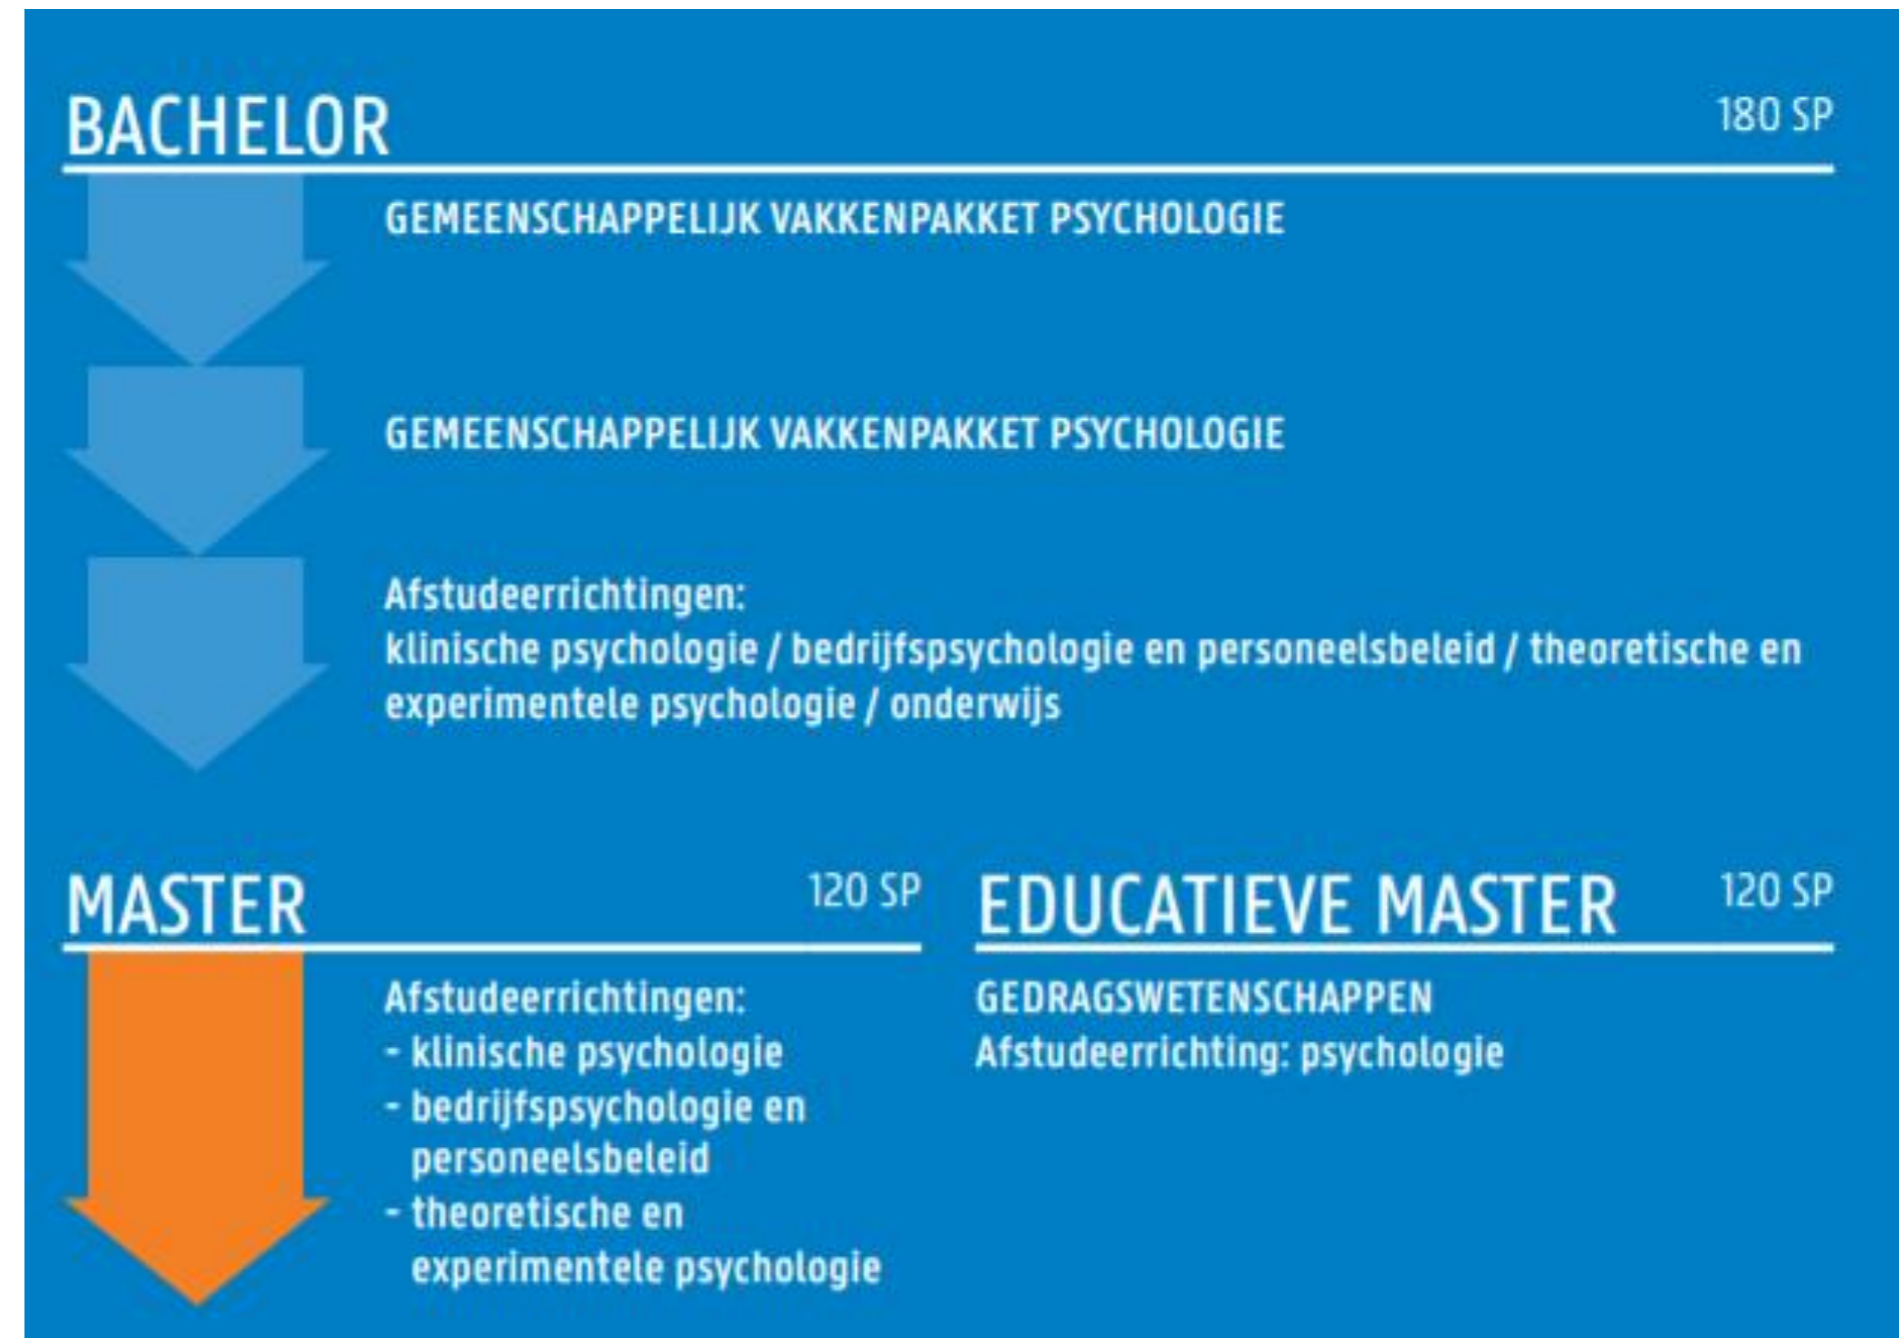 BACHELOR 180 SP
GEMEENSCHAPPELIJK VAKKENPAKKET PSYCHOLOGIE
GEMEENSCHAPPELIJK VAKKENPAKKET PSYCHOLOGIE
Afstudeerrichtingen:
klinische psychologie / bedrijfspsychologie en personeelsbeleid / theoretische en
experimentele psychologie / onderwijs
MASTER 120 SP
Afstudeerrichtingen:
- klinische psychologie
- bedrijfspsychologie en
personeelsbeleid
- theoretische en
experimentele psychologie
EDUCATIEVE MASTER 120 SP
GEDRAGSWETENSCHAPPEN
Afstudeerrichting: psychologie